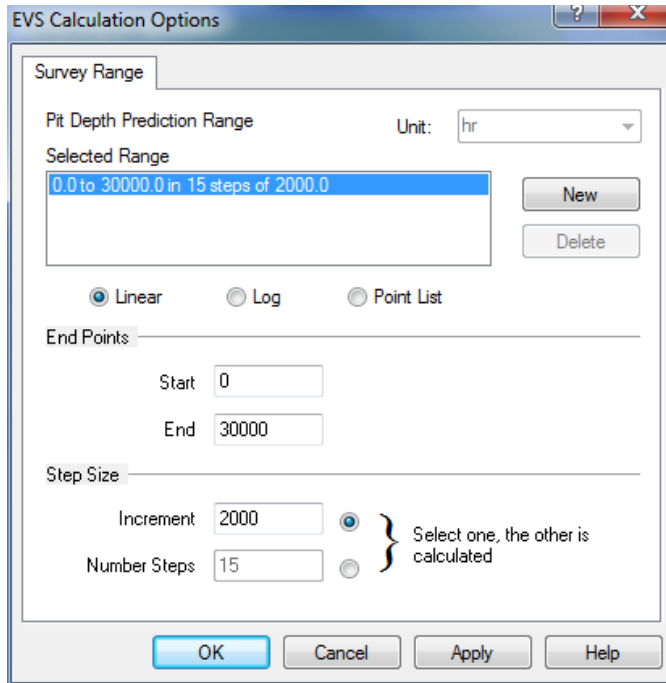 EVS Calculation Options
?
X
Survey Range
Pit Depth Prediction Range
Unit: hr
Selected Range
0.0 to 30000.0 in 15 steps of 2000.0
New
Delete
Linear Log Point List
End Points
Start 0
End 30000
Step Size
Increment 2000
Number Steps 15
} Select one, the other is
calculated
OK Cancel Apply Help